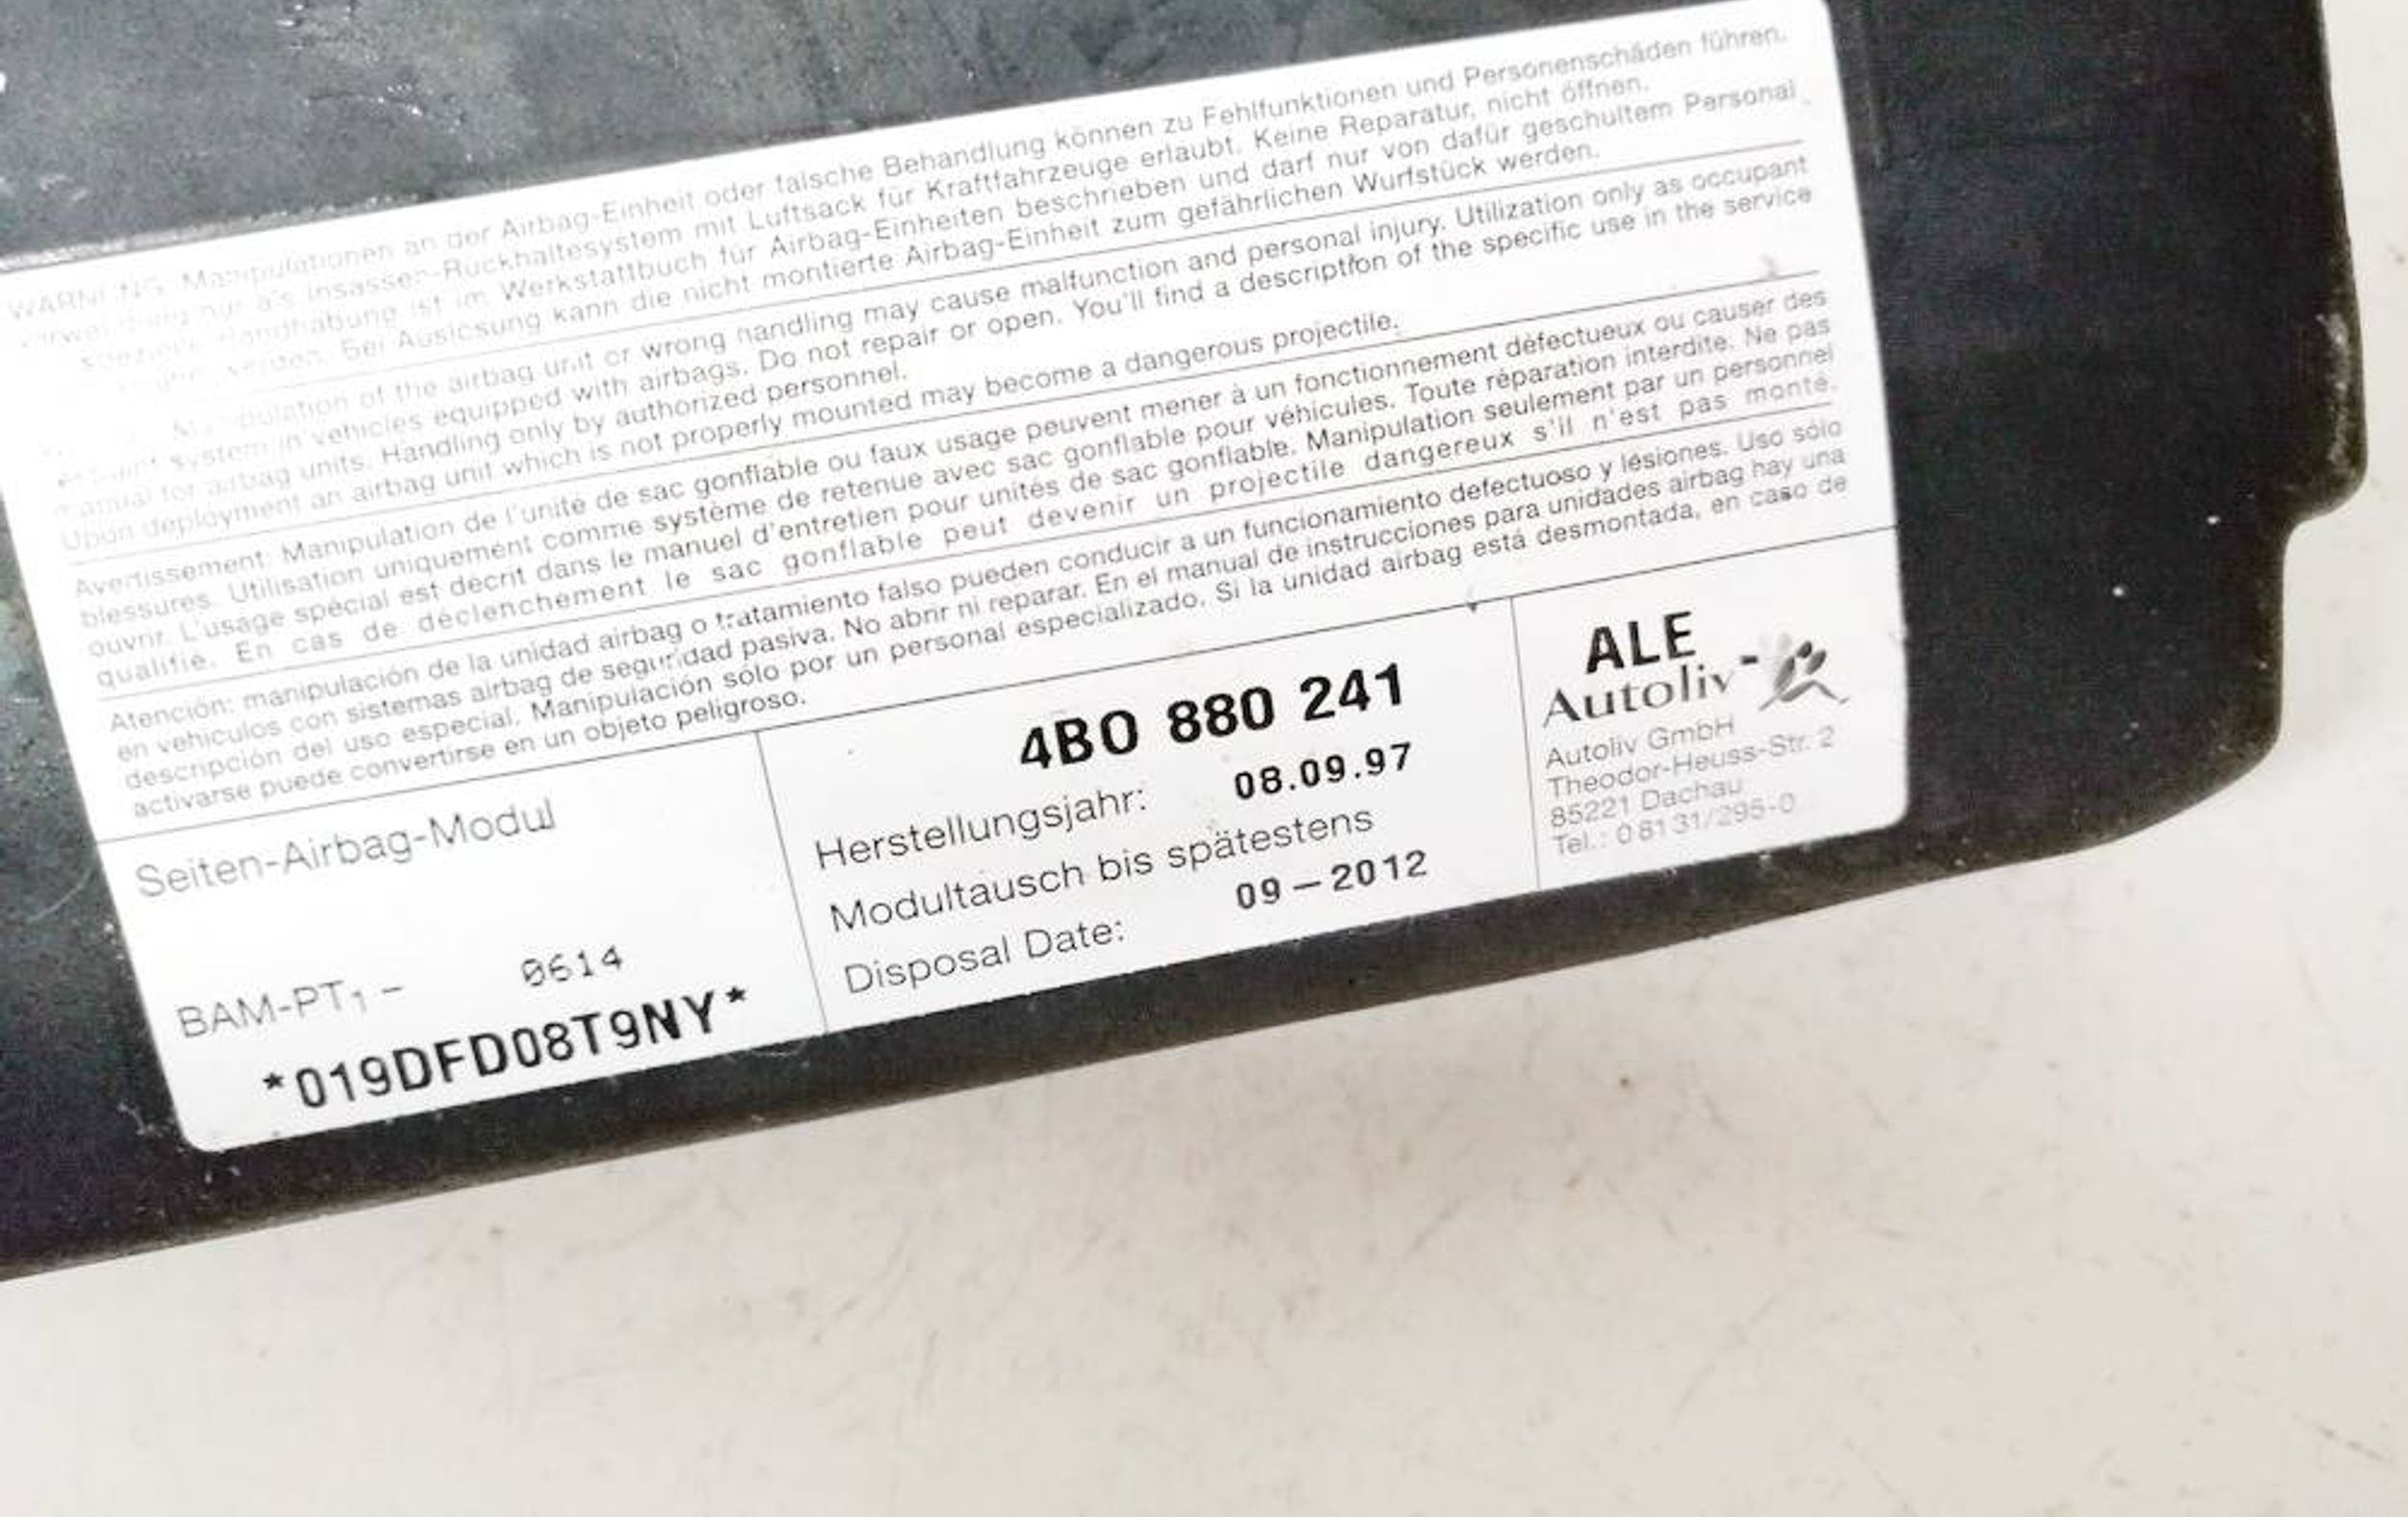 WARNING: Manipulationen an der Airbag-Einheit oder falsche Behandlung können zu Fehlfunktionen und Personenschäden führen.
nur als Insassen-Rückhaltesystem mit Luftsack für Kraftfahrzeuge erlaubt. Keine Reparatur, nicht öffnen.
spezielle Handhabung ist im Werkstattbuch für Airbag-Einheiten beschrieben und darf nur von dafür geschultem Personal
werden. Bei Auslösung kann die nicht montierte Airbag-Einheit zum gefährlichen Wurfstück werden.
of the airbag unit or wrong handling may cause malfunction and personal injury. Utilization only as occupant
system in vehicles equipped with airbags. Do not repair or open. You'll find a description of the specific use in the service
manual for airbag units. Handling only by authorized personnel.
Upon deployment an airbag unit which is not properly mounted may become a dangerous projectile.
Avertissement: Manipulation de l'unité de sac gonflable ou faux usage peuvent mener à un fonctionnement défectueux ou causer des
blessures. Utilisation uniquement comme système de retenue avec sac gonflable pour véhicules. Toute réparation interdite. Ne pas
ouvrir. L'usage spécial est décrit dans le manuel d'entretien pour unités de sac gonflable. Manipulation seulement par un personnel
qualifié. En cas de déclenchement le sac gonflable peut devenir un projectile dangereux s'il n'est pas monté.
Atención: manipulación de la unidad airbag o tratamiento falso pueden conducir a un funcionamiento defectuoso y lesiones. Uso sólo
en vehiculos con sistemas airbag de seguridad pasiva. No abrir ni reparar. En el manual de instrucciones para unidades airbag hay una
descripción del uso especial. Manipulación sólo por un personal especializado. Si la unidad airbag está desmontada, en caso de
activarse puede convertirse en un objeto peligroso.
Seiten-Airbag-Modul
BAM-PT1 - 0614
*019DFD08T9NY*
4B0 880 241
Herstellungsjahr: 08.09.97
Modultausch bis spätestens
09-2012
Disposal Date:
ALE -
Autoliv
Autoliv GmbH
Theodor-Heuss-Str. 2
85221 Dachau
Tel.: 08131/295-0